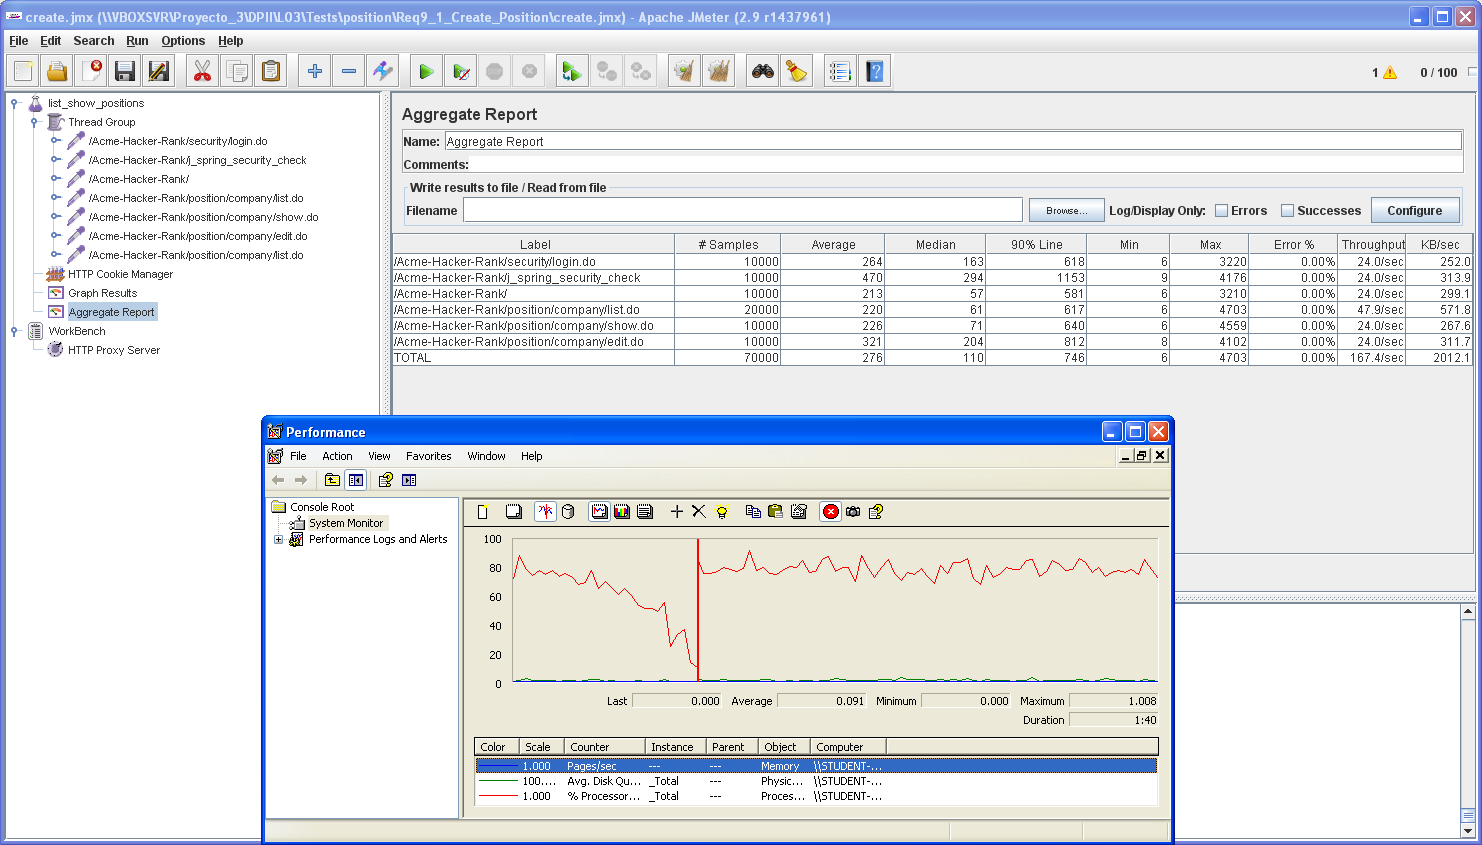 create.jmx (\\VBOXSVR\Proyecto_3\DPII\L03\Tests\position\Req9_1_Create_Position\create.jmx) - Apache JMeter (2.9 r1437961)
File Edit Search Run Options Help
1 0 / 100
list_show_positions
Thread Group
/Acme-Hacker-Rank/security/login.do
/Acme-Hacker-Rank/j_spring_security_check
/Acme-Hacker-Rank/
/Acme-Hacker-Rank/position/company/list.do
/Acme-Hacker-Rank/position/company/show.do
/Acme-Hacker-Rank/position/company/edit.do
/Acme-Hacker-Rank/position/company/list.do
HTTP Cookie Manager
Graph Results
Aggregate Report
WorkBench
HTTP Proxy Server
Aggregate Report
Name: Aggregate Report
Comments:
Write results to file / Read from file
Filename Browse... Log/Display Only: Errors Successes Configure
Label # Samples Average Median 90% Line Min Max Error % Throughput KB/sec
/Acme-Hacker-Rank/security/login.do 10000 264 163 618 6 3220 0.00% 24.0/sec 252.0
/Acme-Hacker-Rank/j_spring_security_check 10000 470 294 1153 9 4176 0.00% 24.0/sec 313.9
/Acme-Hacker-Rank/ 10000 213 57 581 6 3210 0.00% 24.0/sec 299.1
/Acme-Hacker-Rank/position/company/list.do 20000 220 61 617 6 4703 0.00% 47.9/sec 571.8
/Acme-Hacker-Rank/position/company/show.do 10000 226 71 640 6 4559 0.00% 24.0/sec 267.6
/Acme-Hacker-Rank/position/company/edit.do 10000 321 204 812 8 4102 0.00% 24.0/sec 311.7
TOTAL 70000 276 110 746 6 4703 0.00% 167.4/sec 2012.1
Performance
File Action View Favorites Window Help
Console Root
System Monitor
Performance Logs and Alerts
100
80
60
40
20
0
Last 0.000 Average 0.091 Minimum 0.000 Maximum 1.008
Duration 1:40
Color Scale Counter Instance Parent Object Computer
1.000 Pages/sec --- --- Memory \\STUDENT-...
100.... Avg. Disk Qu... _Total --- Physic... \\STUDENT-...
1.000 % Processor... _Total --- Proces... \\STUDENT-...